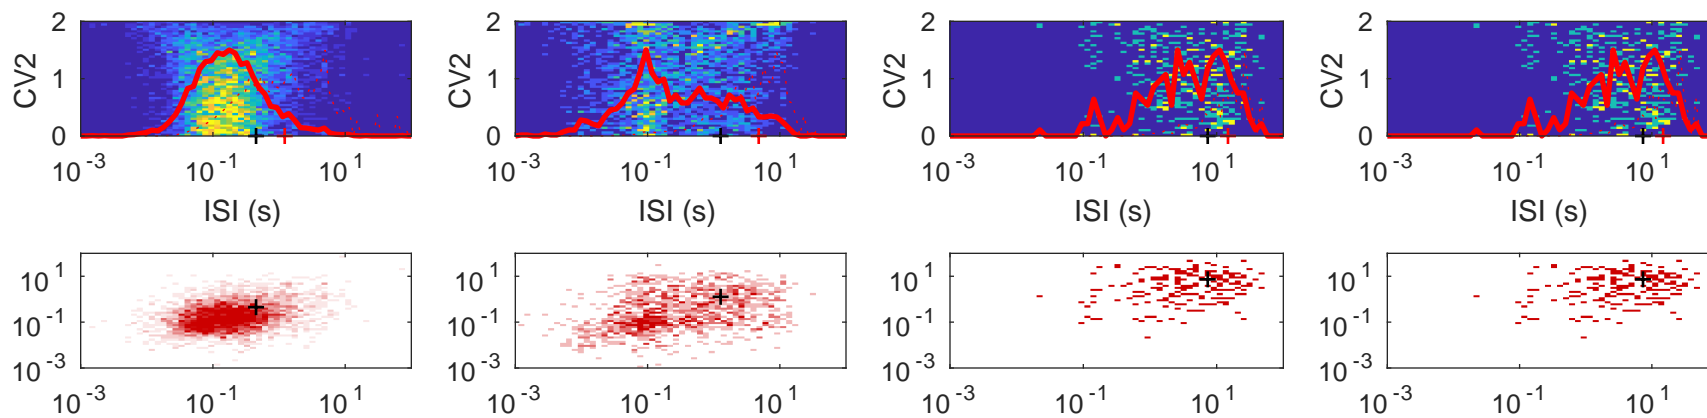 2 2 2 2
CV2 CV2 CV2 CV2
1 1 1 1
0 0 0 0
10^-3 10^-1 10^1 10^-3 10^-1 10^1 10^-3 10^-1 10^1 10^-3 10^-1 10^1
ISI (s) ISI (s) ISI (s) ISI (s)
10^1 10^1 10^1 10^1
10^-1 10^-1 10^-1 10^-1
10^-3 10^-3 10^-3 10^-3
10^-3 10^-1 10^1 10^-3 10^-1 10^1 10^-3 10^-1 10^1 10^-3 10^-1 10^1